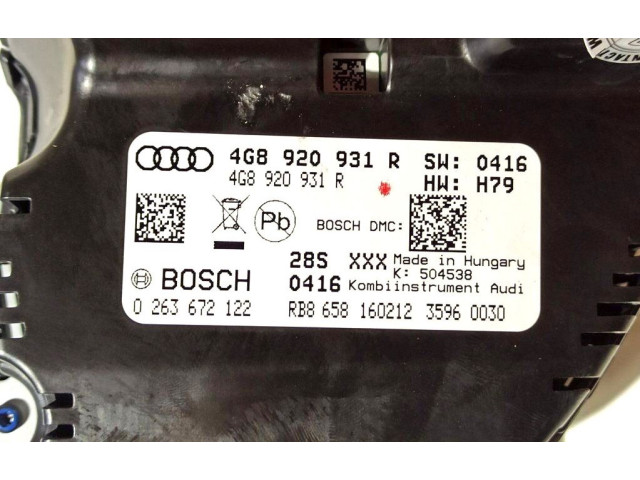 4G8 920 931 R SW: 0416
4G8 920 931 R HW: H79
Pb
BOSCH DMC:
28S XXX Made in Hungary
K: 504538
BOSCH 0416 Kombiinstrument Audi
0 263 672 122 RB8 658 160212 3596 0030